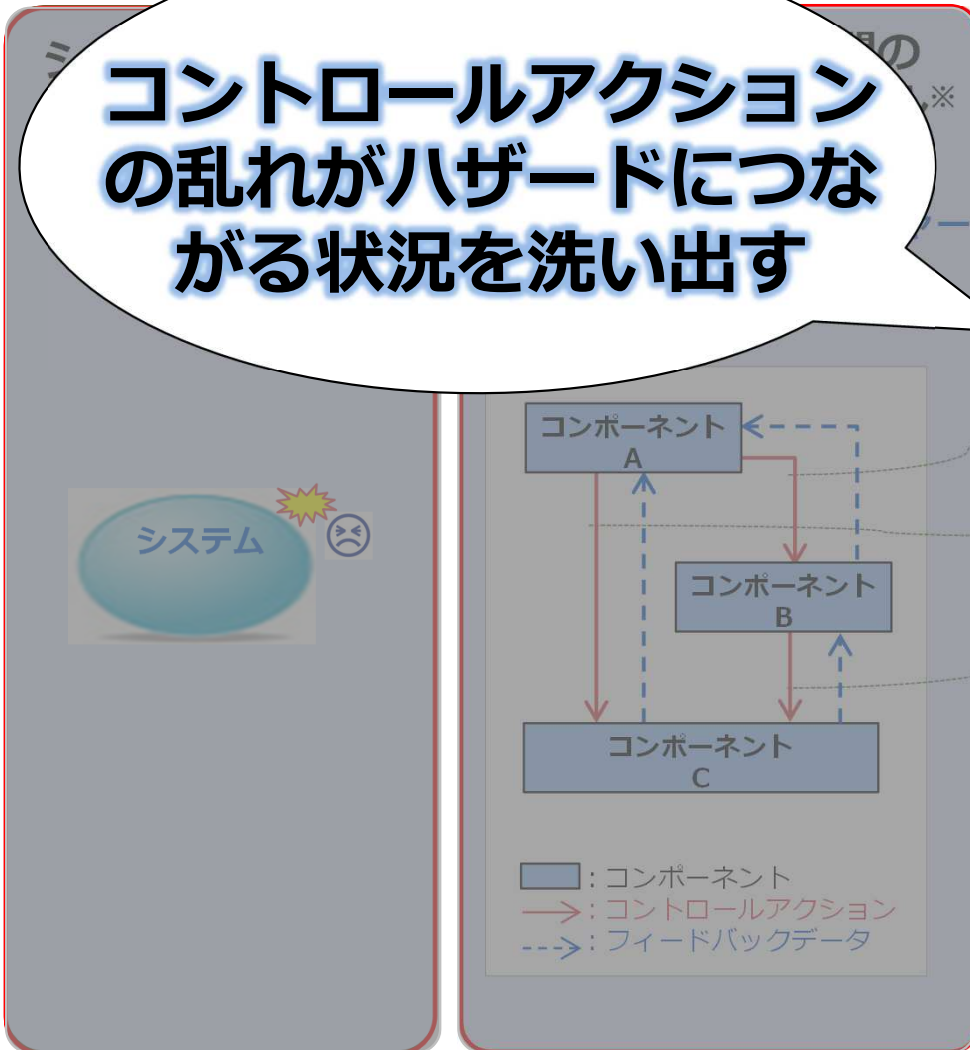 コントロールアクション
の乱れがハザードにつな
がる状況を洗い出す
の
※
システム
コンポーネント
A
コンポーネント
B
コンポーネント
C
：コンポーネント
：コントロールアクション
：フィードバックデータ